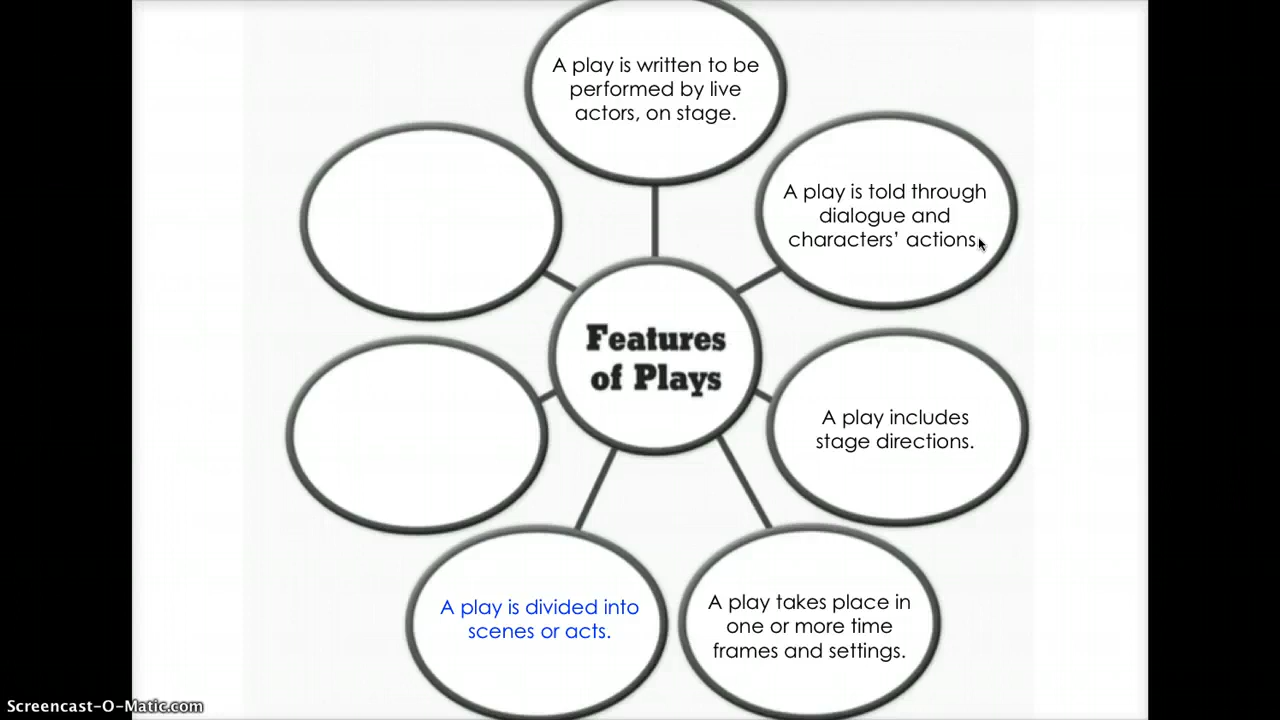 A play is written to be
performed by live
actors, on stage.
A play is told through
dialogue and
characters’ actions.
Features
of Plays
A play includes
stage directions.
A play is divided into
scenes or acts.
A play takes place in
one or more time
frames and settings.
Screencast-O-Matic.com